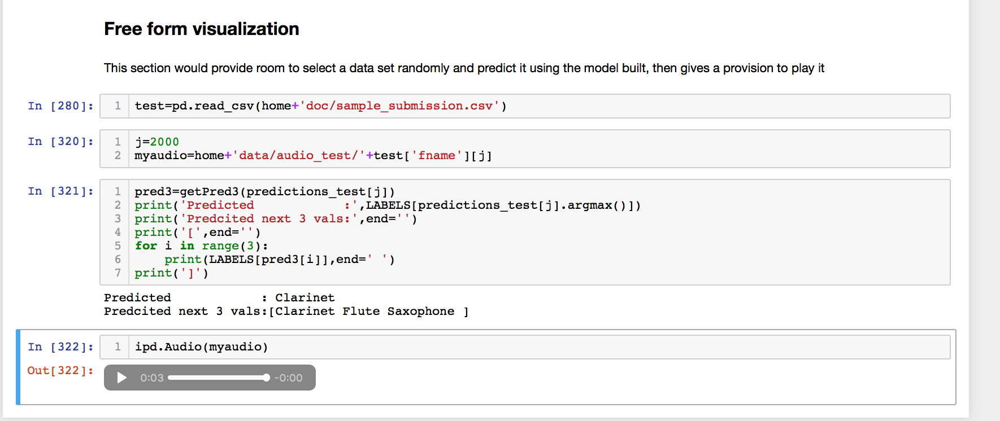 Free form visualization
This section would provide room to select a data set randomly and predict it using the model built, then gives a provision to play it
In [280]: 1 test=pd.read_csv(home+'doc/sample_submission.csv')
In [320]: 1 j=2000
2 myaudio=home+'data/audio_test/'+test['fname'][j]
In [321]: 1 pred3=getPred3(predictions_test[j])
2 print('Predicted            :',LABELS[predictions_test[j].argmax()])
3 print('Predcited next 3 vals:',end='')
4 print('[',end='')
5 for i in range(3):
6     print(LABELS[pred3[i]],end=' ')
7 print(']')
Predicted            : Clarinet
Predcited next 3 vals:[Clarinet Flute Saxophone ]
In [322]: 1 ipd.Audio(myaudio)
Out[322]: 0:03 -0:00